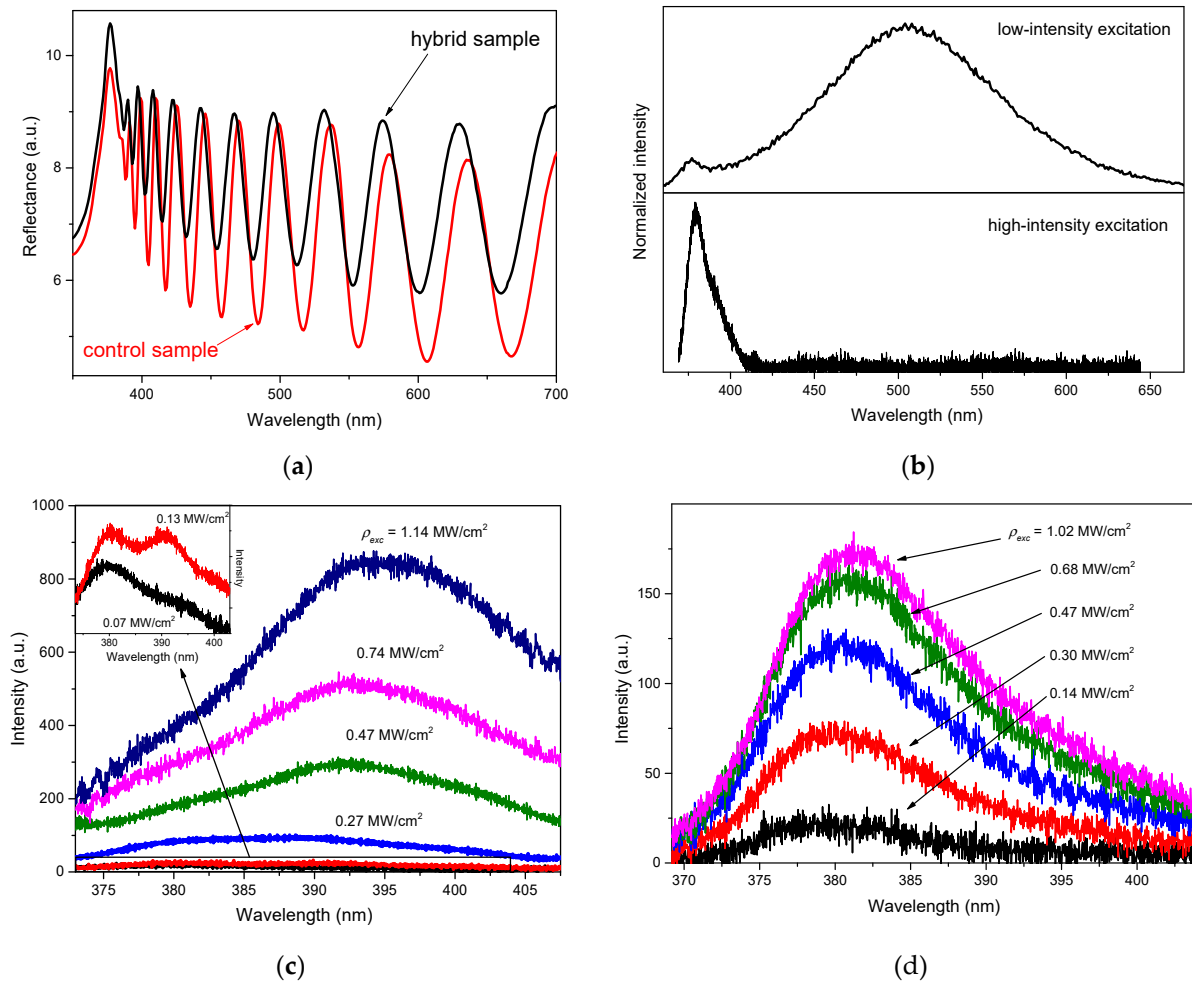 hybrid sample
control sample
Reflectance (a.u.)
10
8
6
400
500
600
700
Wavelength (nm)
(a)
low-intensity excitation
high-intensity excitation
Normalized intensity
400
450
500
550
600
650
Wavelength (nm)
(b)
1000
800
600
400
200
0
Intensity (a.u.)
0.13 MW/cm²
0.07 MW/cm²
Intensity
380
390
400
Wavelength (nm)
ρexc = 1.14 MW/cm²
0.74 MW/cm²
0.47 MW/cm²
0.27 MW/cm²
375
380
385
390
395
400
405
Wavelength (nm)
(c)
150
125
100
75
50
25
0
Intensity (a.u.)
ρexc = 1.02 MW/cm²
0.68 MW/cm²
0.47 MW/cm²
0.30 MW/cm²
0.14 MW/cm²
370
375
380
385
390
395
400
Wavelength (nm)
(d)